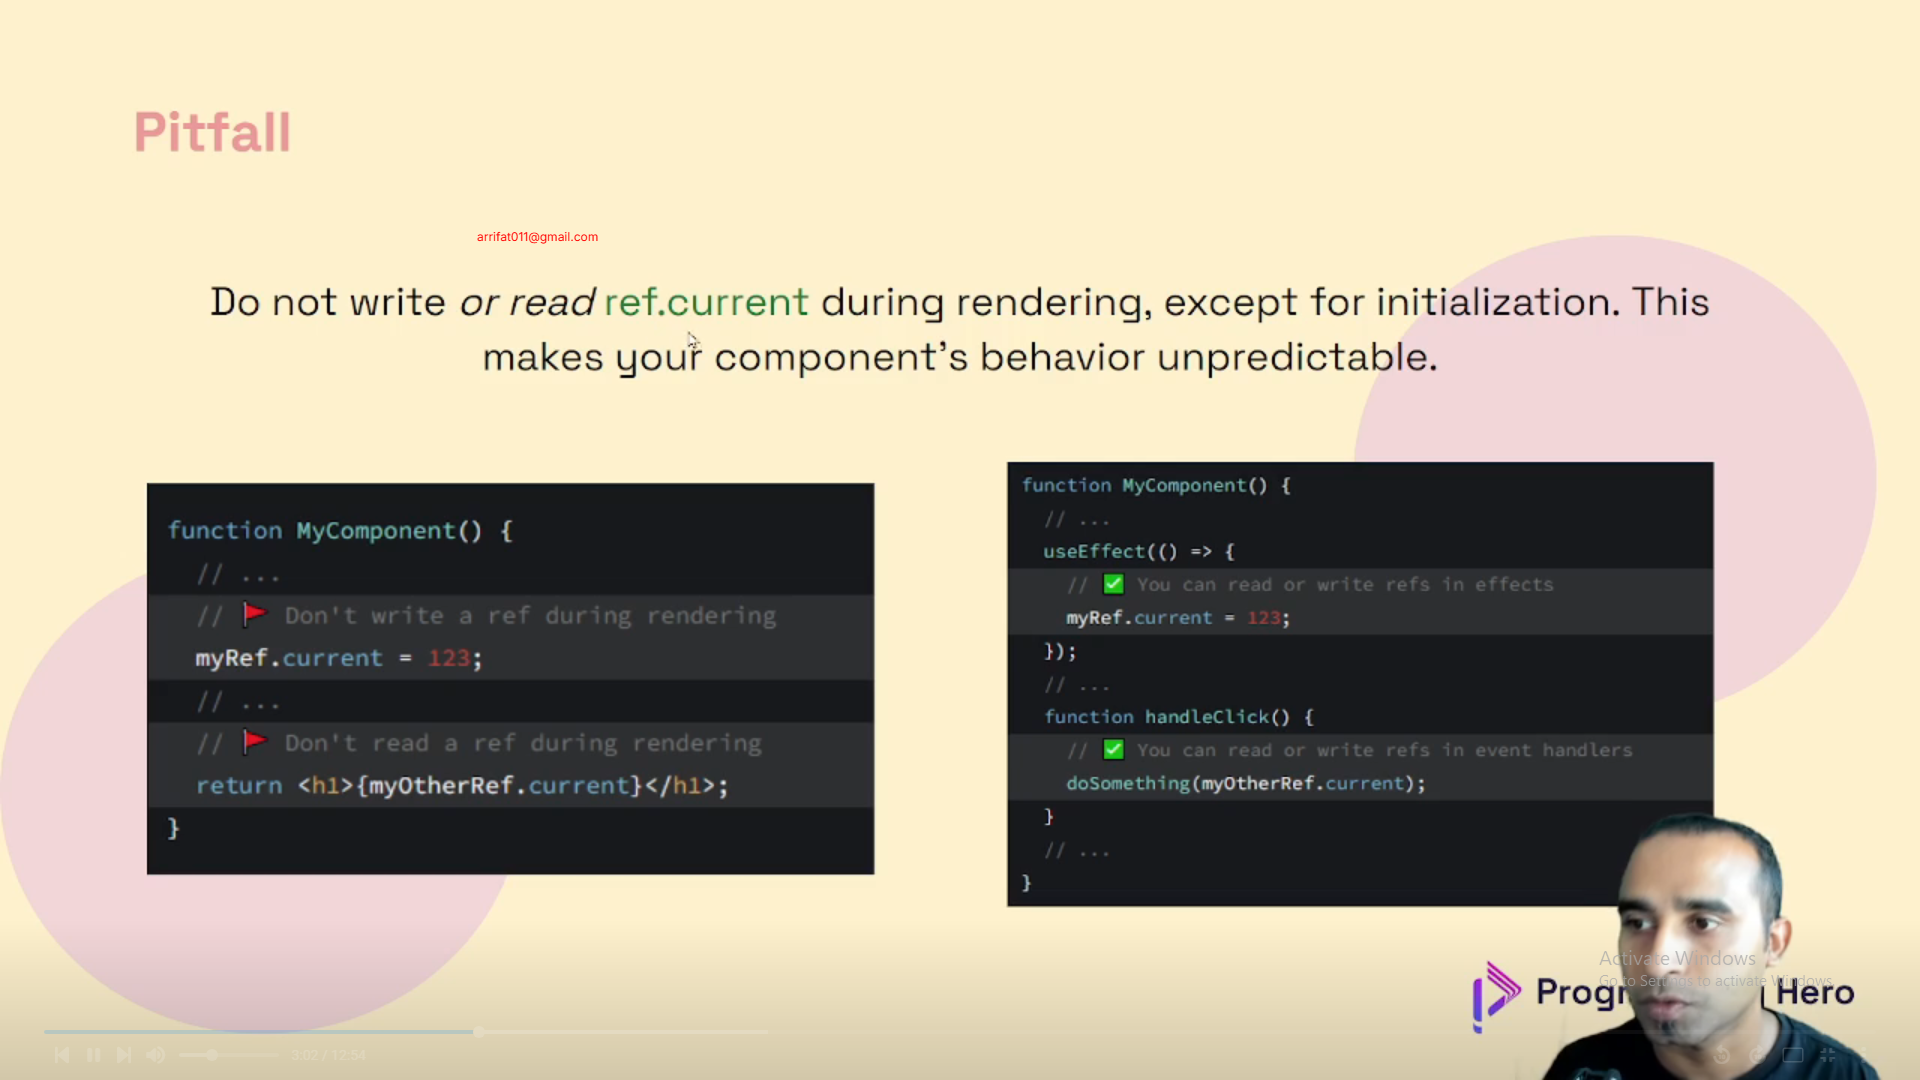 Pitfall
arrifat011@gmail.com
Do not write or read ref.current during rendering, except for initialization. This
makes your component's behavior unpredictable.
function MyComponent() {
// ...
// 🚩 Don't write a ref during rendering
myRef.current = 123;
// ...
// 🚩 Don't read a ref during rendering
return <h1>{myOtherRef.current}</h1>;
}
function MyComponent() {
// ...
useEffect(() => {
// ✅ You can read or write refs in effects
myRef.current = 123;
});
// ...
function handleClick() {
// ✅ You can read or write refs in event handlers
doSomething(myOtherRef.current);
}
// ...
}
Activate Windows
Go to Settings to activate Windows.
Hero
3:02 / 12:54